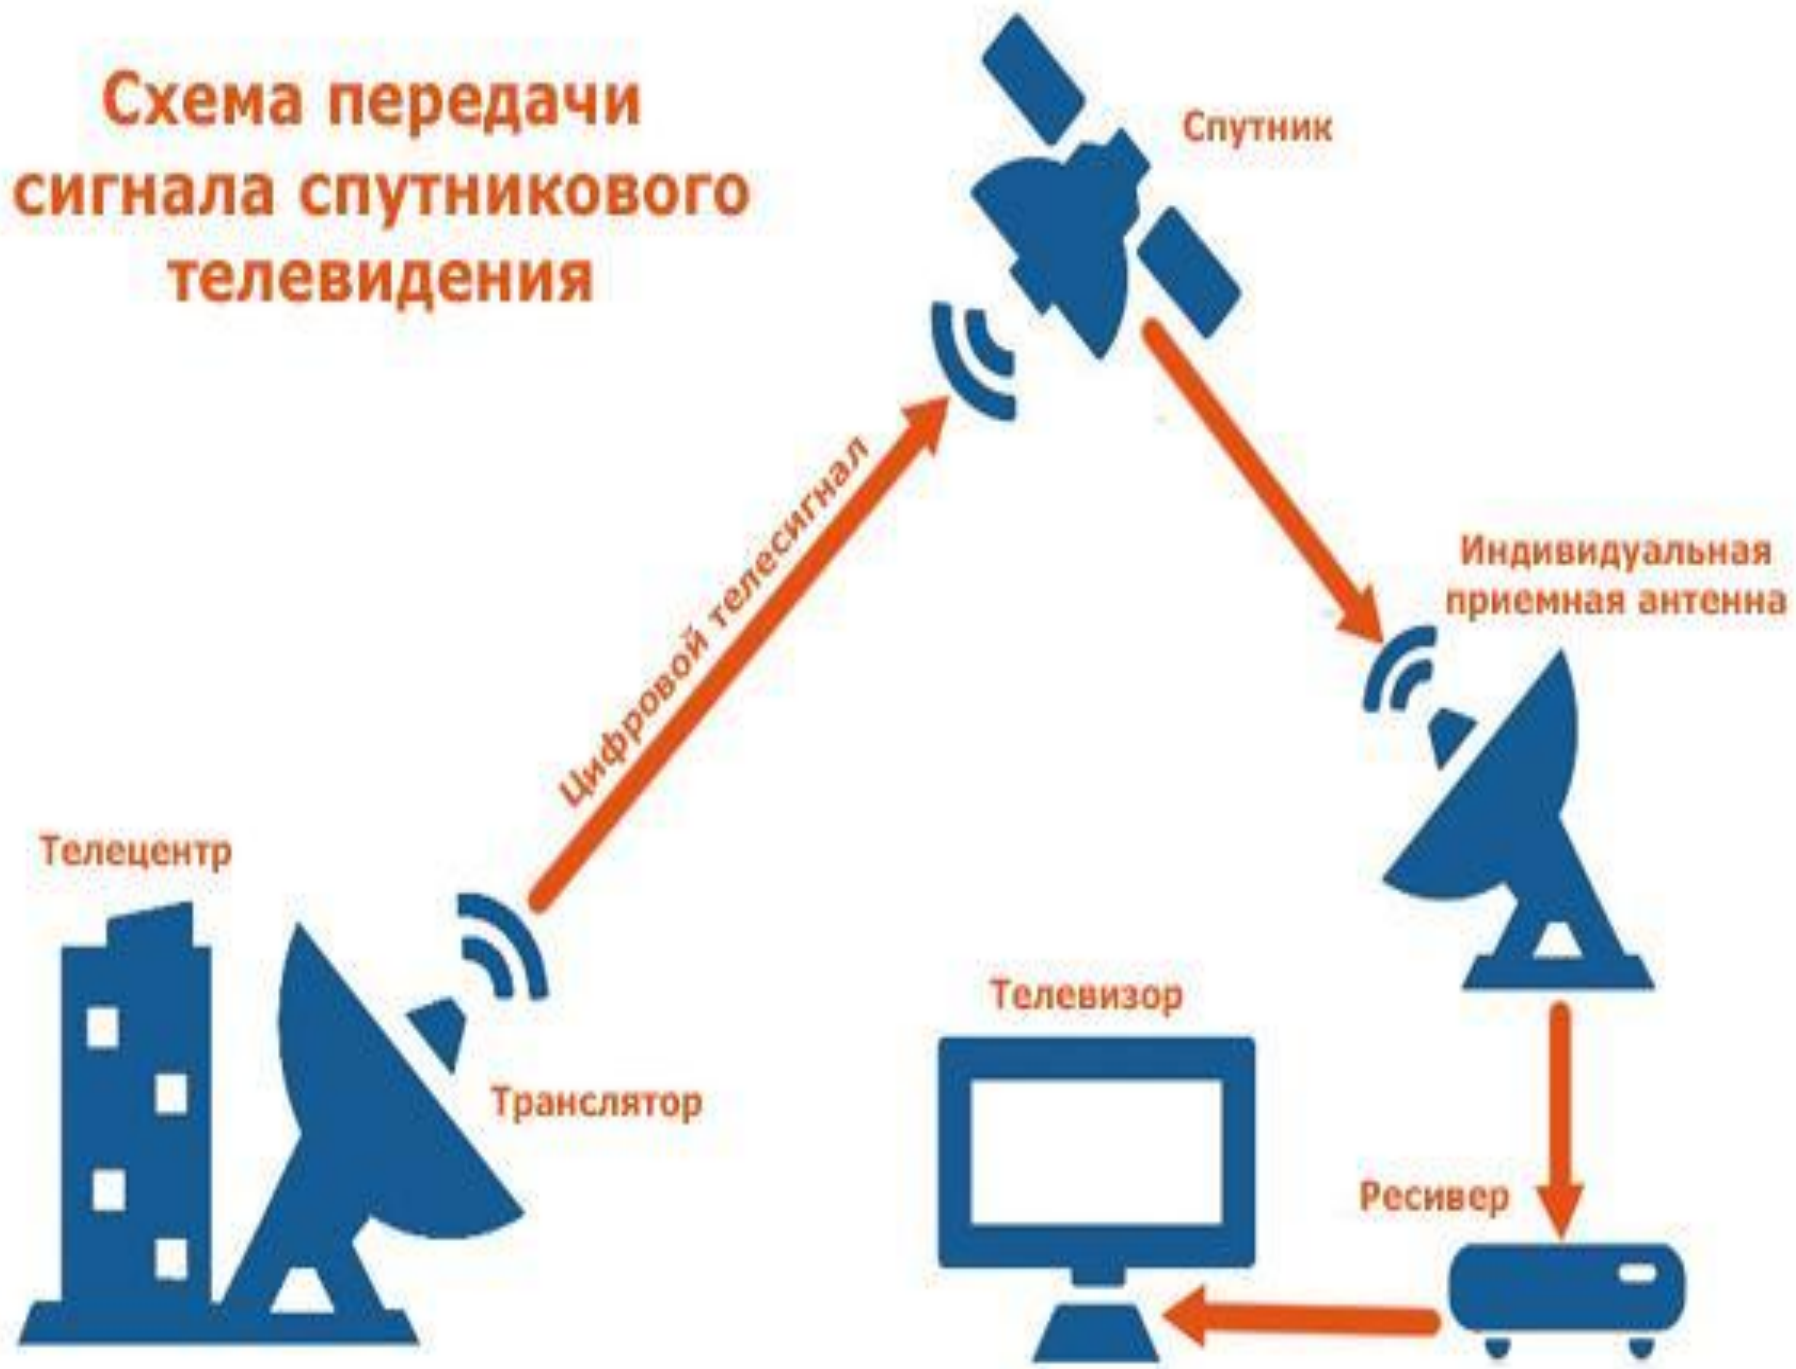 Схема передачи
сигнала спутникового
телевидения
Спутник
Цифровой телесигнал
Индивидуальная
приемная антенна
Телецентр
Транслятор
Телевизор
Ресивер